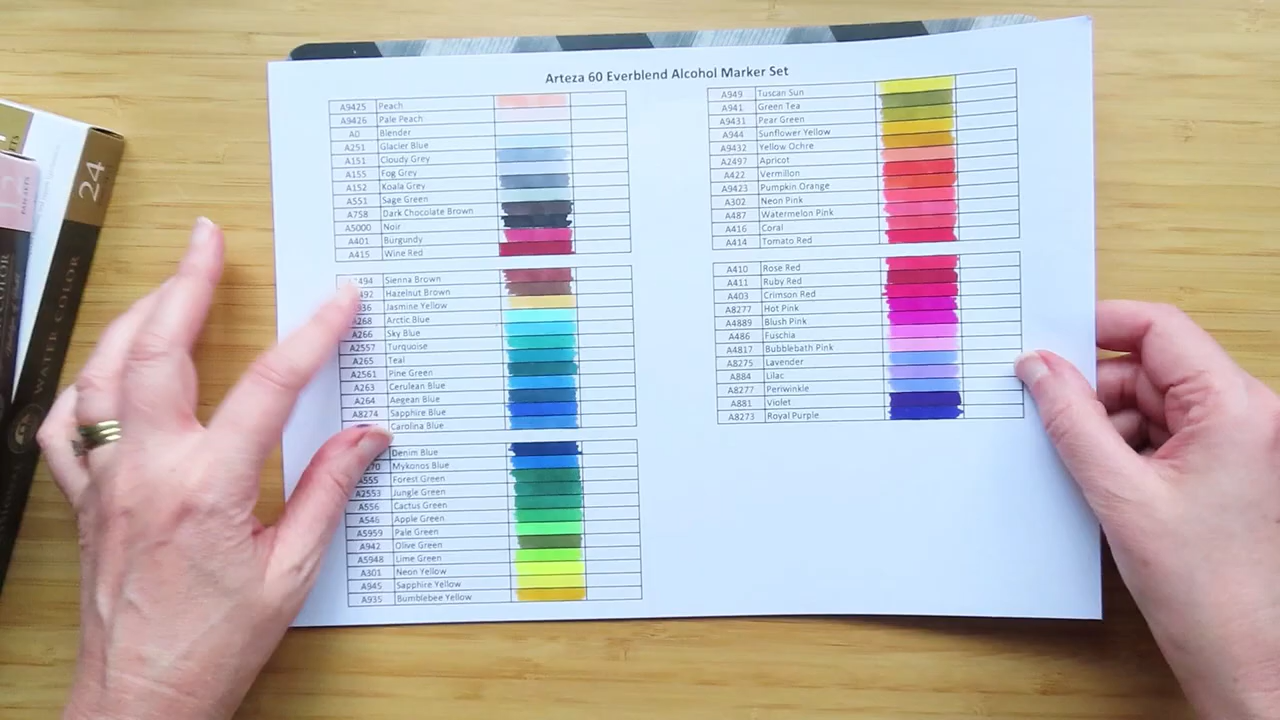 Arteza 60 Everblend Alcohol Marker Set
A9425 Peach
A9426 Pale Peach
A0 Blender
A251 Glacier Blue
A151 Cloudy Grey
A155 Fog Grey
A152 Koala Grey
A551 Sage Green
A758 Dark Chocolate Brown
A5000 Noir
A401 Burgundy
A415 Wine Red
494 Sienna Brown
492 Hazelnut Brown
936 Jasmine Yellow
A268 Arctic Blue
A266 Sky Blue
A2557 Turquoise
A265 Teal
A2561 Pine Green
A263 Cerulean Blue
A264 Aegean Blue
A8274 Sapphire Blue
Carolina Blue
Denim Blue
270 Mykonos Blue
A555 Forest Green
A2553 Jungle Green
A556 Cactus Green
A546 Apple Green
A5959 Pale Green
A942 Olive Green
A5948 Lime Green
A301 Neon Yellow
A945 Sapphire Yellow
A935 Bumblebee Yellow
A949 Tuscan Sun
A941 Green Tea
A9431 Pear Green
A944 Sunflower Yellow
A9432 Yellow Ochre
A2497 Apricot
A422 Vermillon
A9423 Pumpkin Orange
A302 Neon Pink
A487 Watermelon Pink
A416 Coral
A414 Tomato Red
A410 Rose Red
A411 Ruby Red
A403 Crimson Red
A8277 Hot Pink
A4889 Blush Pink
A486 Fuschia
A4817 Bubblebath Pink
A8275 Lavender
A884 Lilac
A8277 Periwinkle
A881 Violet
A8273 Royal Purple
24
12